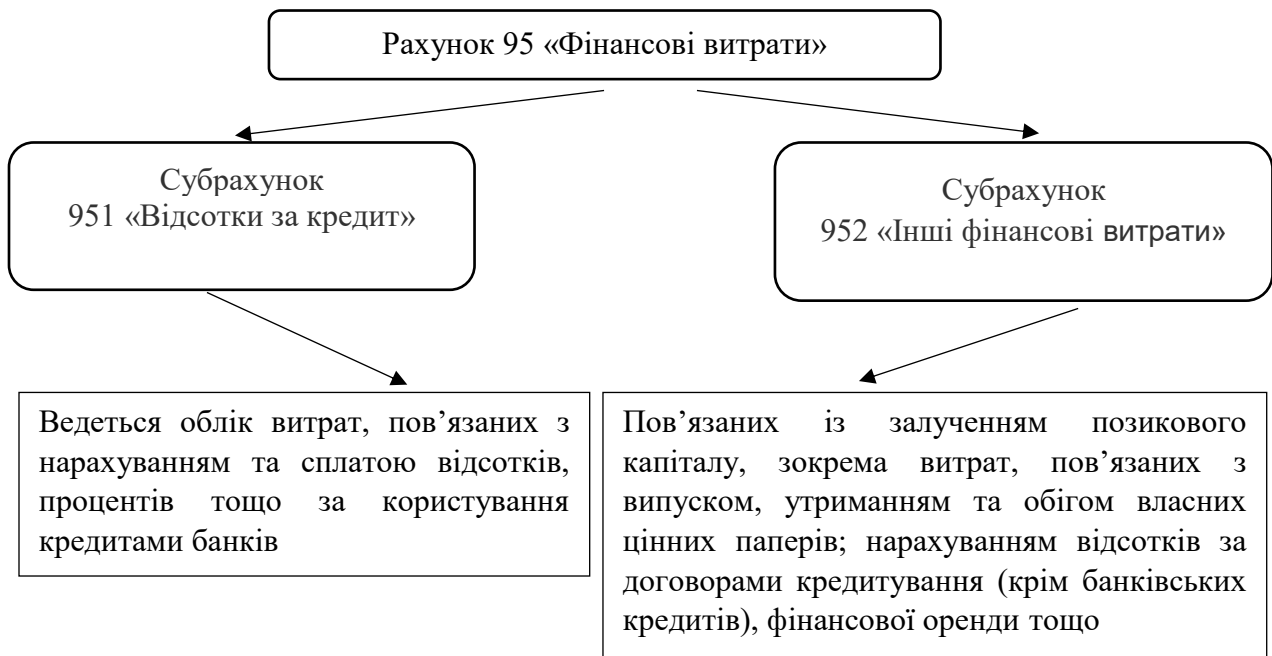 Рахунок 95 «Фінансові витрати»
Субрахунок
951 «Відсотки за кредит»
Субрахунок
952 «Інші фінансові витрати»
Ведеться облік витрат, пов’язаних з
нарахуванням та сплатою відсотків,
процентів тощо за користування
кредитами банків
Пов’язаних із залученням позикового
капіталу, зокрема витрат, пов’язаних з
випуском, утриманням та обігом власних
цінних паперів; нарахуванням відсотків за
договорами кредитування (крім банківських
кредитів), фінансової оренди тощо